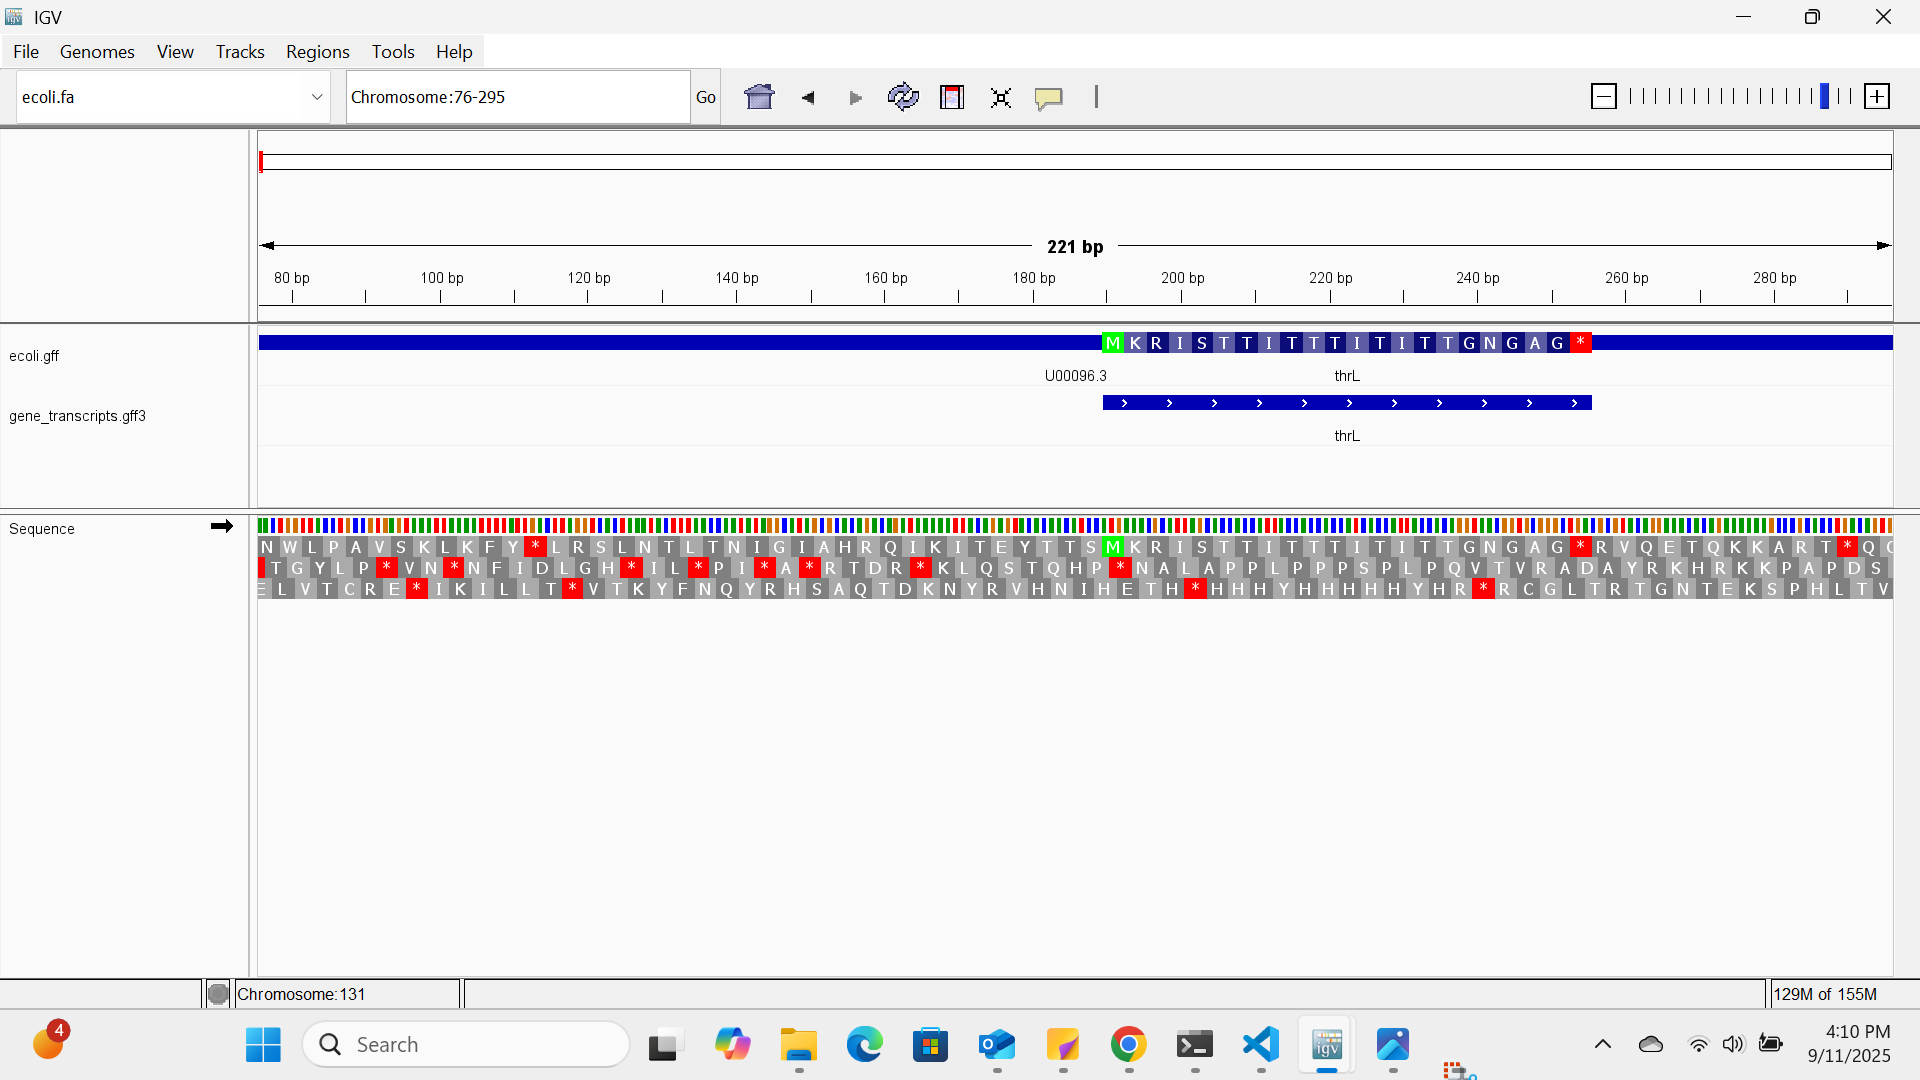 IGV
File Genomes View Tracks Regions Tools Help
ecoli.fa Chromosome:76-295 Go
221 bp
80 bp 100 bp 120 bp 140 bp 160 bp 180 bp 200 bp 220 bp 240 bp 260 bp 280 bp
ecoli.gff
M K R I S T T I T T T I T I T T G N G A G *
U00096.3 thrL
gene_transcripts.gff3
thrL
Sequence
N W L P A V S K L K F Y * L R S L N T L T N I G I A H R Q I K I T E Y T T S M K R I S T T I T T T I T I T T G N G A G * R V Q E T Q K K A R T * Q
T G Y L P * V N * N F I D L G H * I L * P I * A * R T D R * K L Q S T Q H P * N A L A P P L P P P S P L P Q V T V R A D A Y R K H R K K P A P D S
E L V T C R E * I K I L L T * V T K Y F N Q Y R H S A Q T D K N Y R V H N I H E T H * H H H Y H H H H H Y H R * R C G L T R T G N T E K S P H L T V
Chromosome:131 129M of 155M
4
Search
igv
4:10 PM
9/11/2025